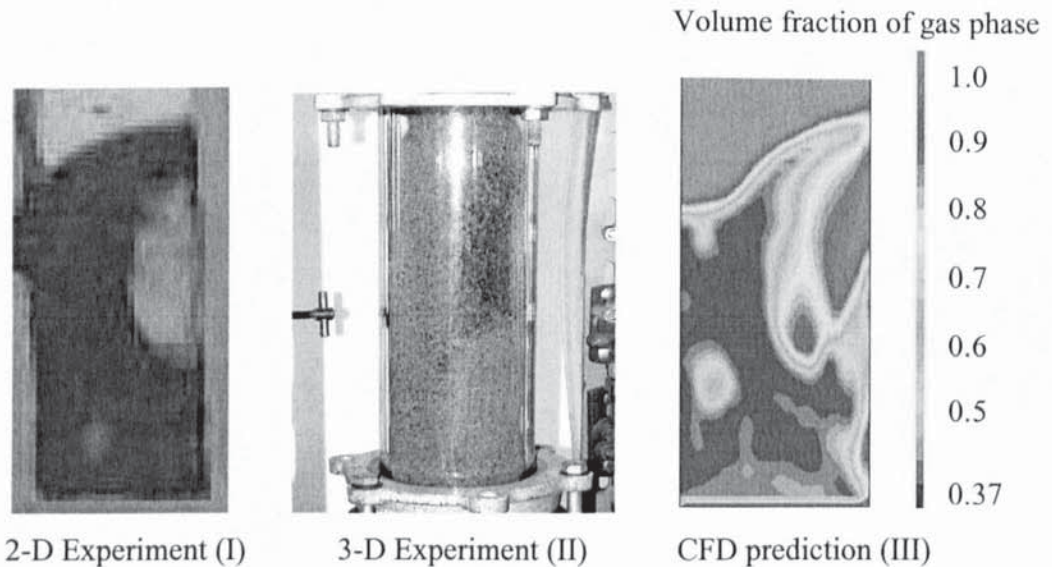 Volume fraction of gas phase
1.0
0.9
0.8
0.7
0.6
0.5
0.37
2-D Experiment (I)
3-D Experiment (II)
CFD prediction (III)